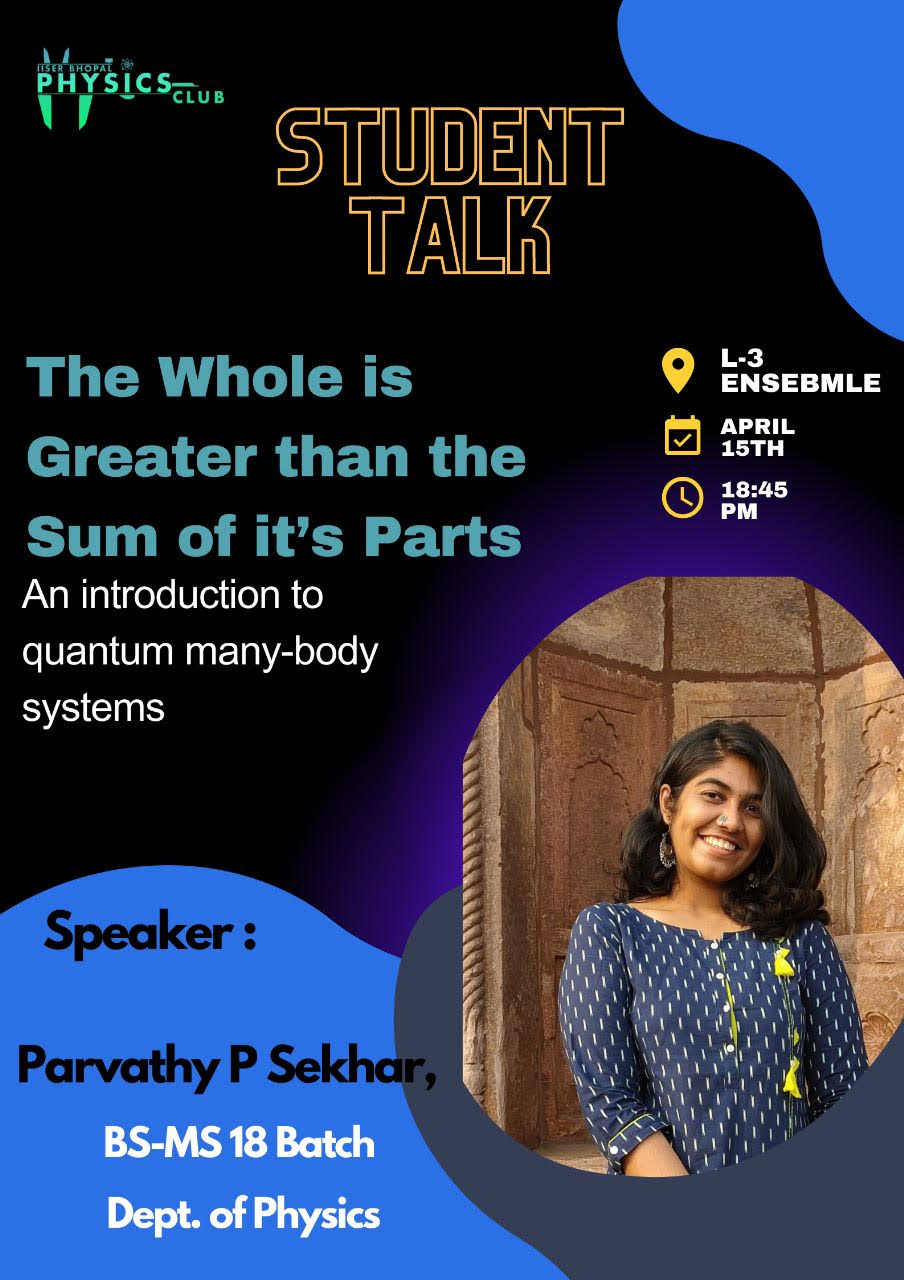 IISER BHOPAL
PHYSICS
CLUB
STUDENT
TALK
The Whole is
Greater than the
Sum of it’s Parts
An introduction to
quantum many-body
systems
L-3
ENSEBMLE
APRIL
15TH
18:45
PM
Speaker :
Parvathy P Sekhar,
BS-MS 18 Batch
Dept. of Physics